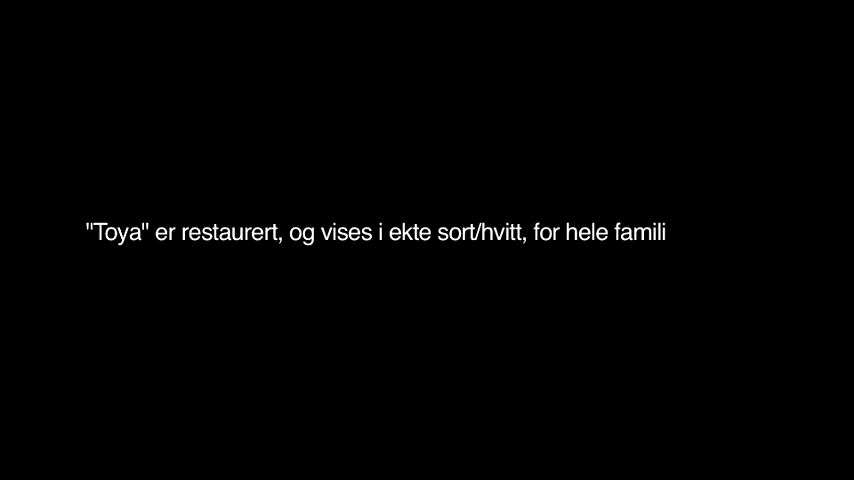 "Toya" er restaurert, og vises i ekte sort/hvitt, for hele famili